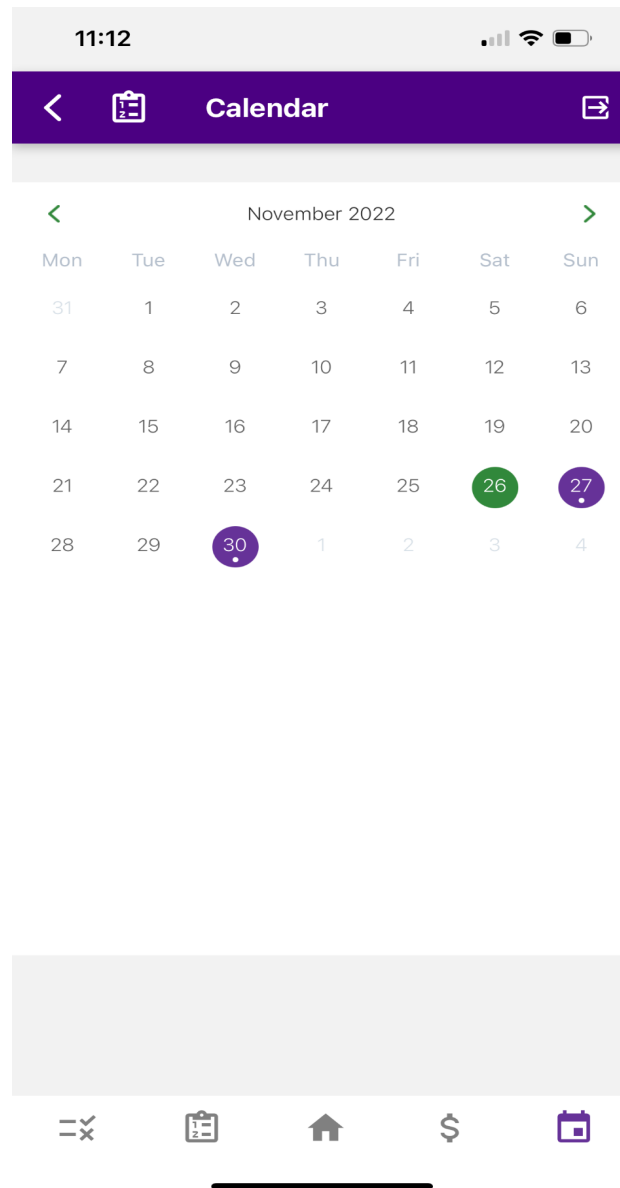 11:12
Calendar
November 2022
Mon Tue Wed Thu Fri Sat Sun
31 1 2 3 4 5 6
7 8 9 10 11 12 13
14 15 16 17 18 19 20
21 22 23 24 25 26 27
28 29 30 1 2 3 4